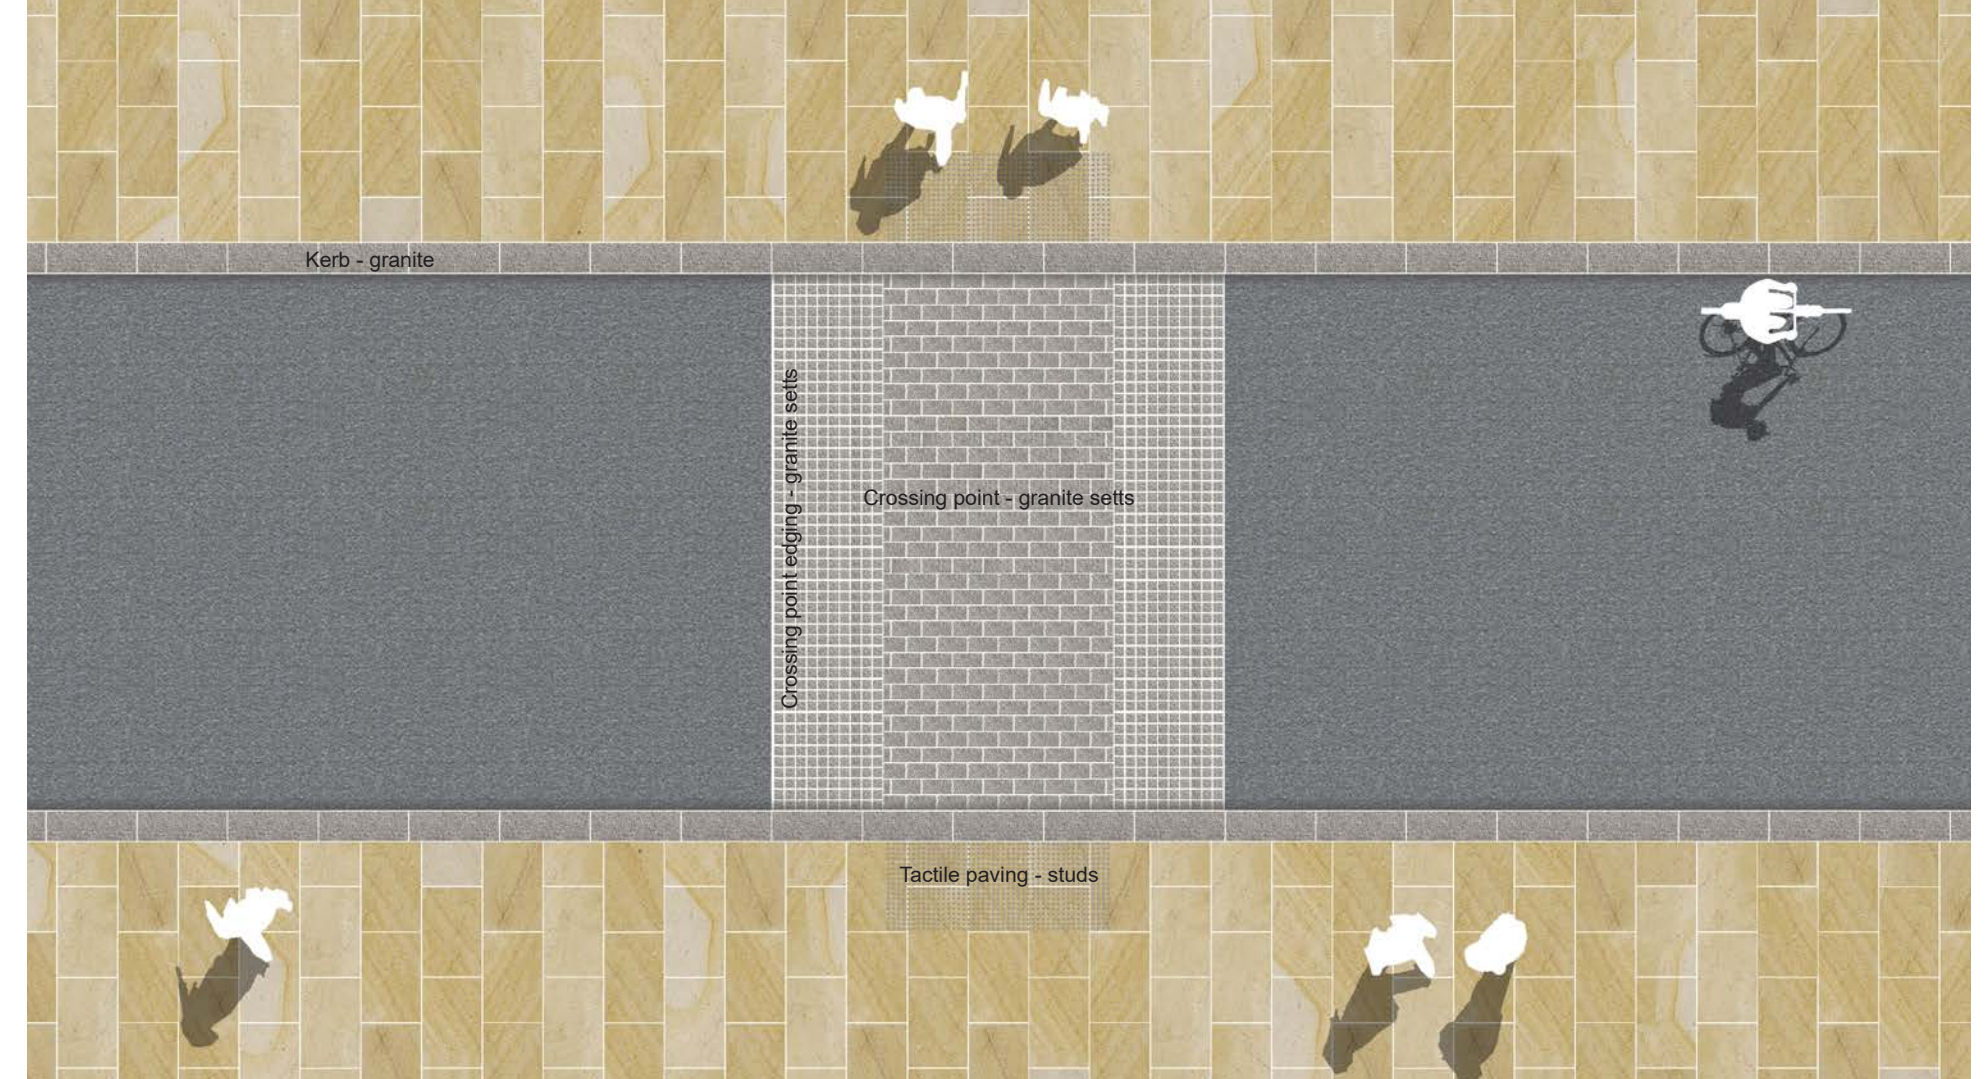 Kerb - granite
Crossing point edging - granite setts
Crossing point - granite setts
Tactile paving - studs